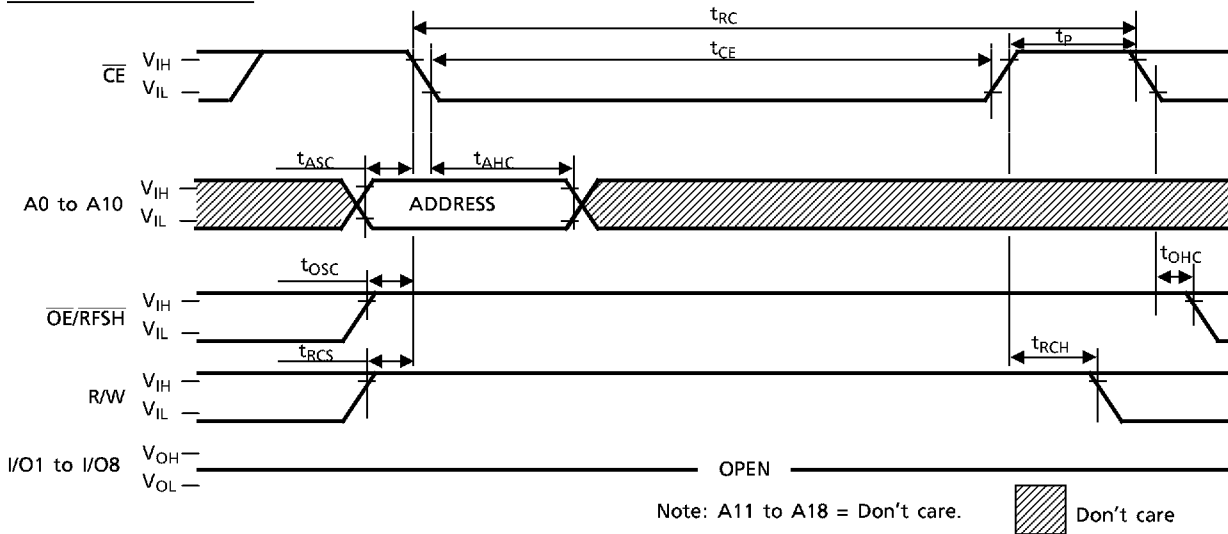 tRC
tCE
tP
CE
VIH
VIL
tASC
tAHC
A0 to A10
VIH
VIL
ADDRESS
tOSC
tOHC
OE/RFSH
VIH
VIL
tRCS
tRCH
R/W
VIH
VIL
I/O1 to I/O8
VOH
VOL
OPEN
Note: A11 to A18 = Don't care.
Don't care